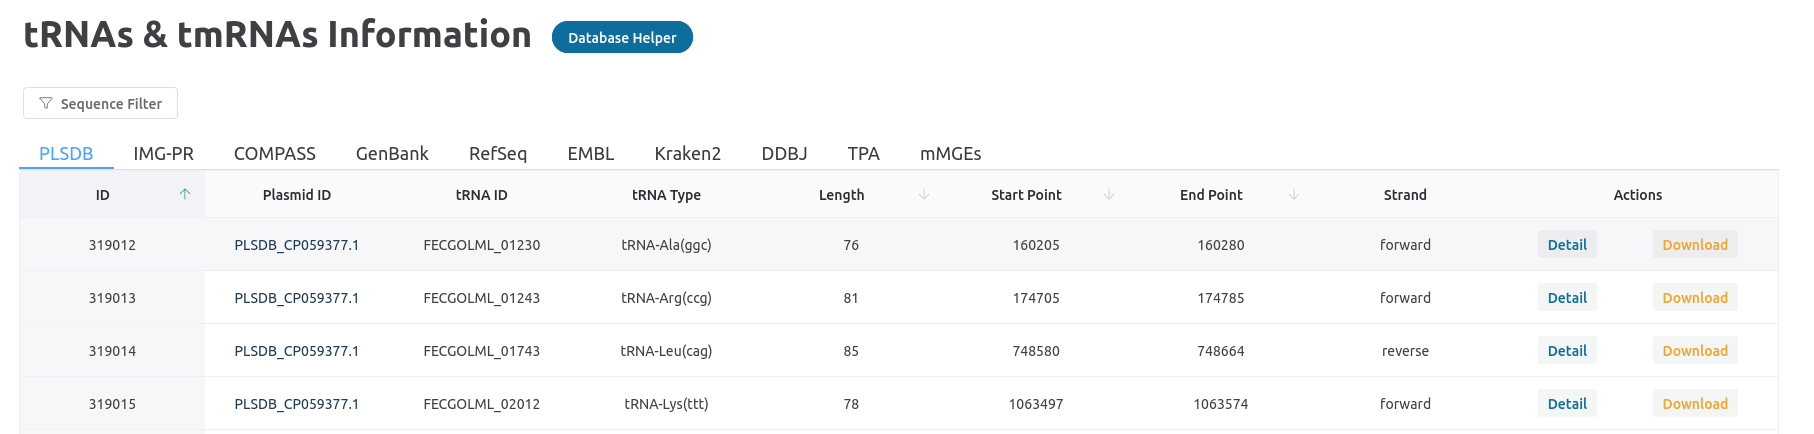 tRNAs & tmRNAs Information Database Helper
Sequence Filter
PLSDB IMG-PR COMPASS GenBank RefSeq EMBL Kraken2 DDBJ TPA mMGEs
ID Plasmid ID tRNA ID tRNA Type Length Start Point End Point Strand Actions
319012 PLSDB_CP059377.1 FECGOLML_01230 tRNA-Ala(ggc) 76 160205 160280 forward Detail Download
319013 PLSDB_CP059377.1 FECGOLML_01243 tRNA-Arg(ccg) 81 174705 174785 forward Detail Download
319014 PLSDB_CP059377.1 FECGOLML_01743 tRNA-Leu(cag) 85 748580 748664 reverse Detail Download
319015 PLSDB_CP059377.1 FECGOLML_02012 tRNA-Lys(ttt) 78 1063497 1063574 forward Detail Download